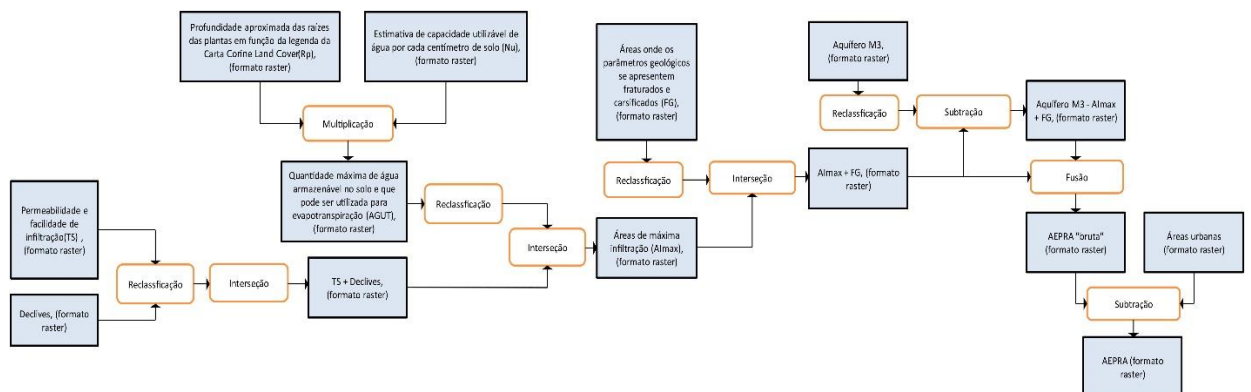 Profundidade aproximada das raízes
das plantas em função da legenda da
Carta Corine Land Cover(Rp),
(formato raster)
Estimativa de capacidade utilizável de
água por cada centímetro de solo (Nu),
(formato raster)
Multiplicação
Quantidade máxima de água
armazenável no solo e que
pode ser utilizada para
evapotranspiração (AGUT),
(formato raster)
Reclassficação
Permeabilidade e
facilidade de
infiltração(TS) ,
(formato raster)
Declives, (formato
raster)
Reclassficação
Interseção
TS + Declives,
(formato raster)
Interseção
Áreas de máxima
infiltração (AImax),
(formato raster)
Áreas onde os
parâmetros geológicos
se apresentem
fraturados e
carsificados (FG),
(formato raster)
Reclassficação
Interseção
AImax + FG, (formato
raster)
Aquífero M3,
(formato raster)
Reclassficação
Subtração
Aquífero M3 - AImax
+ FG, (formato raster)
Fusão
AEPRA "bruta"
(formato raster)
Áreas urbanas
(formato raster)
Subtração
AEPRA (formato
raster)